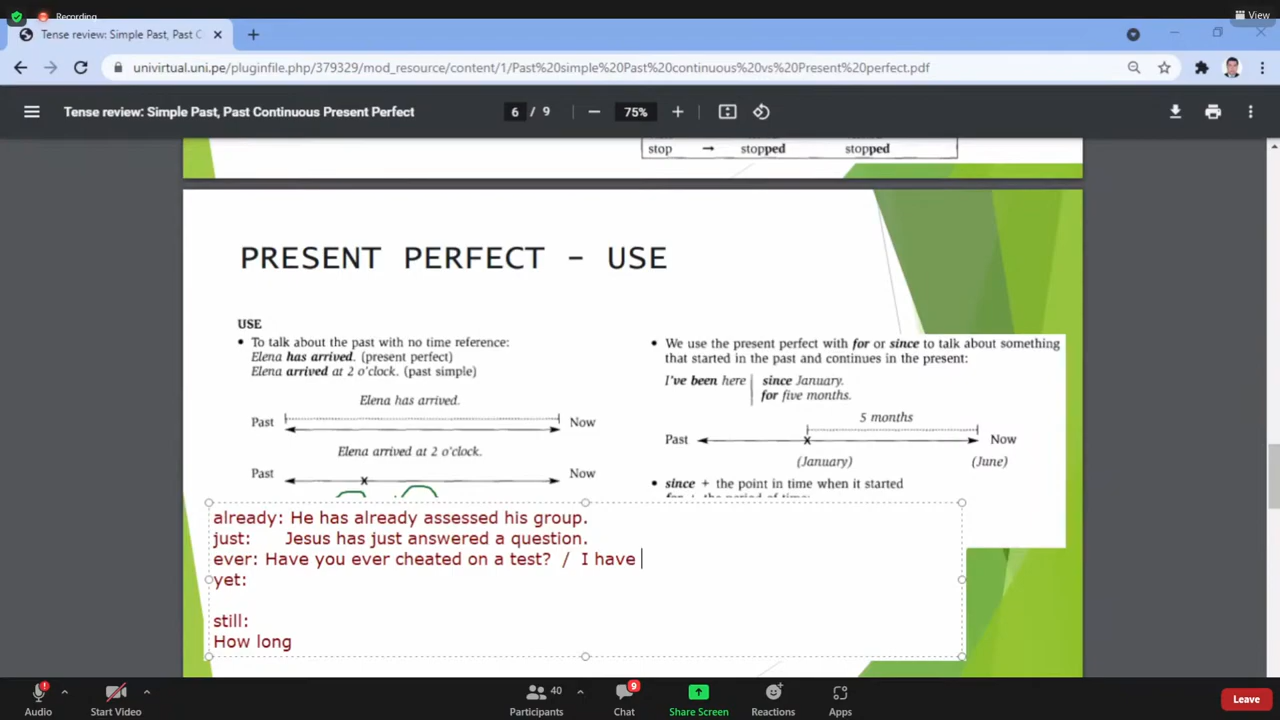 Recording
View
Tense review: Simple Past, Past C
univirtual.uni.pe/pluginfile.php/379329/mod_resource/content/1/Past%20simple%20Past%20continuous%20vs%20Present%20perfect.pdf
Tense review: Simple Past, Past Continuous Present Perfect
6 / 9
75%
stop → stopped stopped
PRESENT PERFECT - USE
USE
• To talk about the past with no time reference:
Elena has arrived. (present perfect)
Elena arrived at 2 o'clock. (past simple)
Elena has arrived.
Past Now
Elena arrived at 2 o'clock.
Past x Now
• We use the present perfect with for or since to talk about something
that started in the past and continues in the present:
I've been here since January.
for five months.
5 months
Past x Now
(January) (June)
• since + the point in time when it started
already: He has already assessed his group.
just: Jesus has just answered a question.
ever: Have you ever cheated on a test? / I have
yet:
still:
How long
Audio
Start Video
Participants
40
Chat
9
Share Screen
Reactions
Apps
Leave